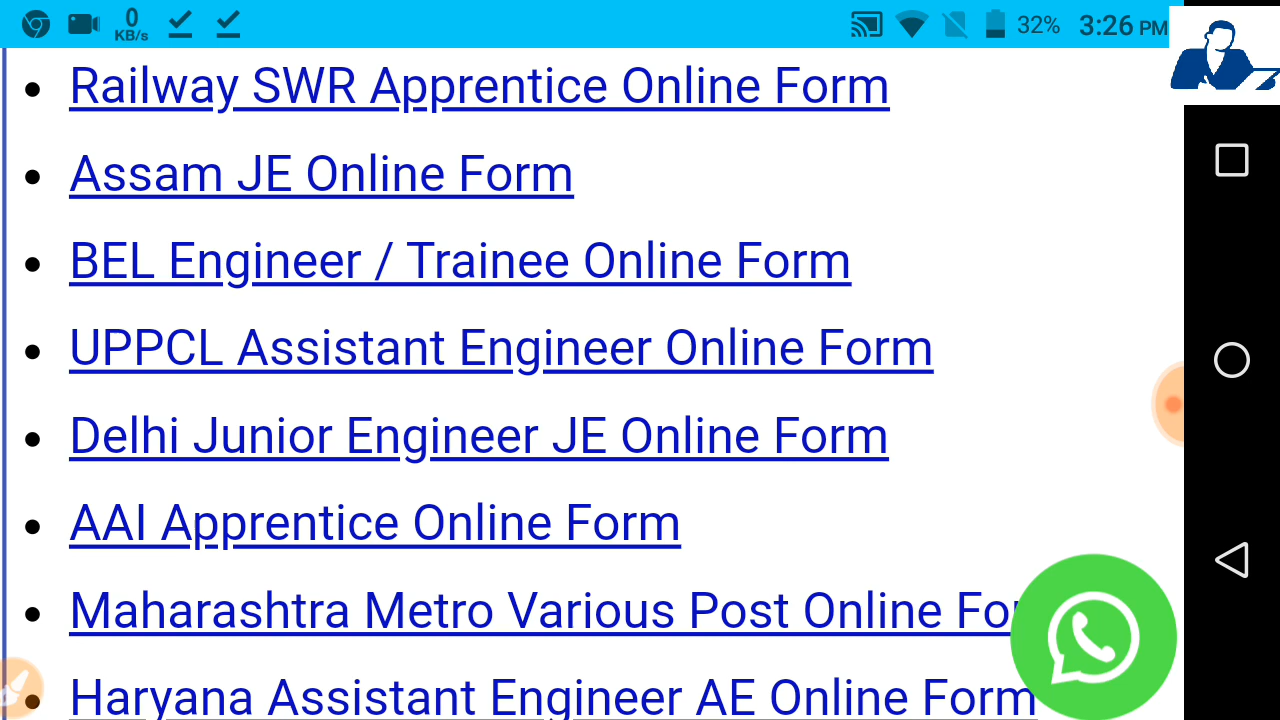 0
KB/s
32% 3:26 PM
Railway SWR Apprentice Online Form
Assam JE Online Form
BEL Engineer / Trainee Online Form
UPPCL Assistant Engineer Online Form
Delhi Junior Engineer JE Online Form
AAI Apprentice Online Form
Maharashtra Metro Various Post Online For
Haryana Assistant Engineer AE Online Form